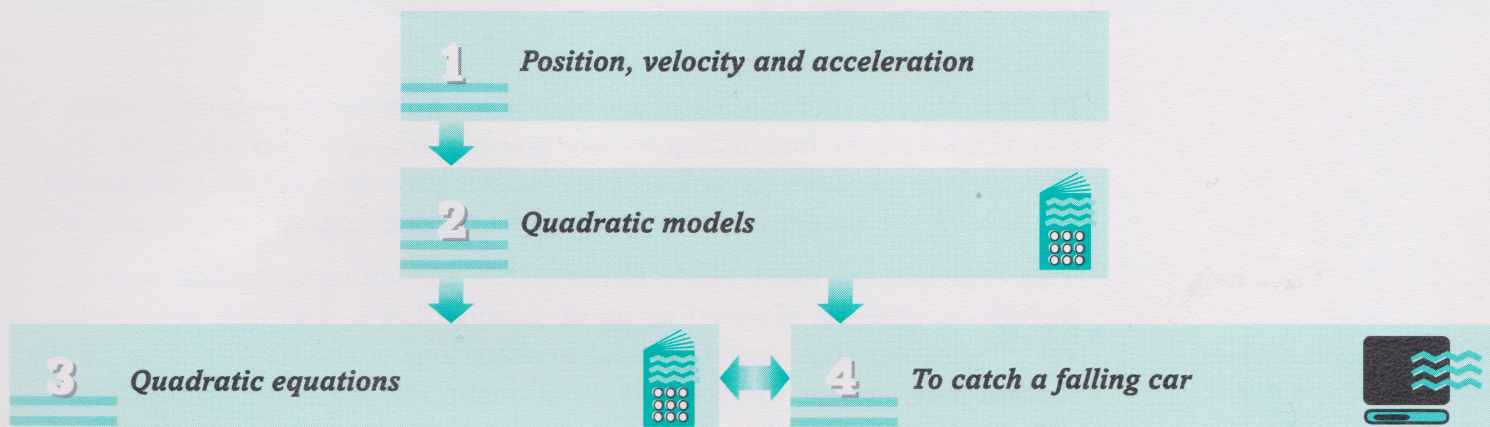 1 Position, velocity and acceleration
2 Quadratic models
3 Quadratic equations
4 To catch a falling car